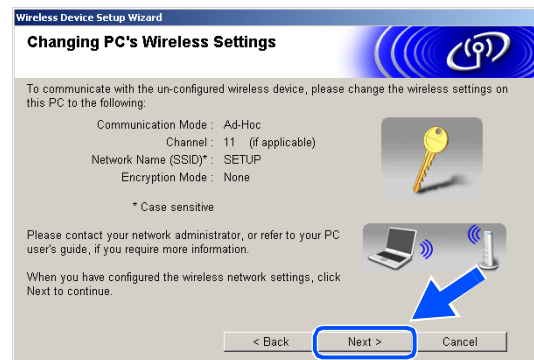 Wireless Device Setup Wizard
Changing PC's Wireless Settings
To communicate with the un-configured wireless device, please change the wireless settings on
this PC to the following:
Communication Mode : Ad-Hoc
Channel : 11 (if applicable)
Network Name (SSID)* : SETUP
Encryption Mode : None
* Case sensitive
Please contact your network administrator, or refer to your PC
user's guide, if you require more information.
When you have configured the wireless network settings, click
Next to continue.
< Back Next > Cancel